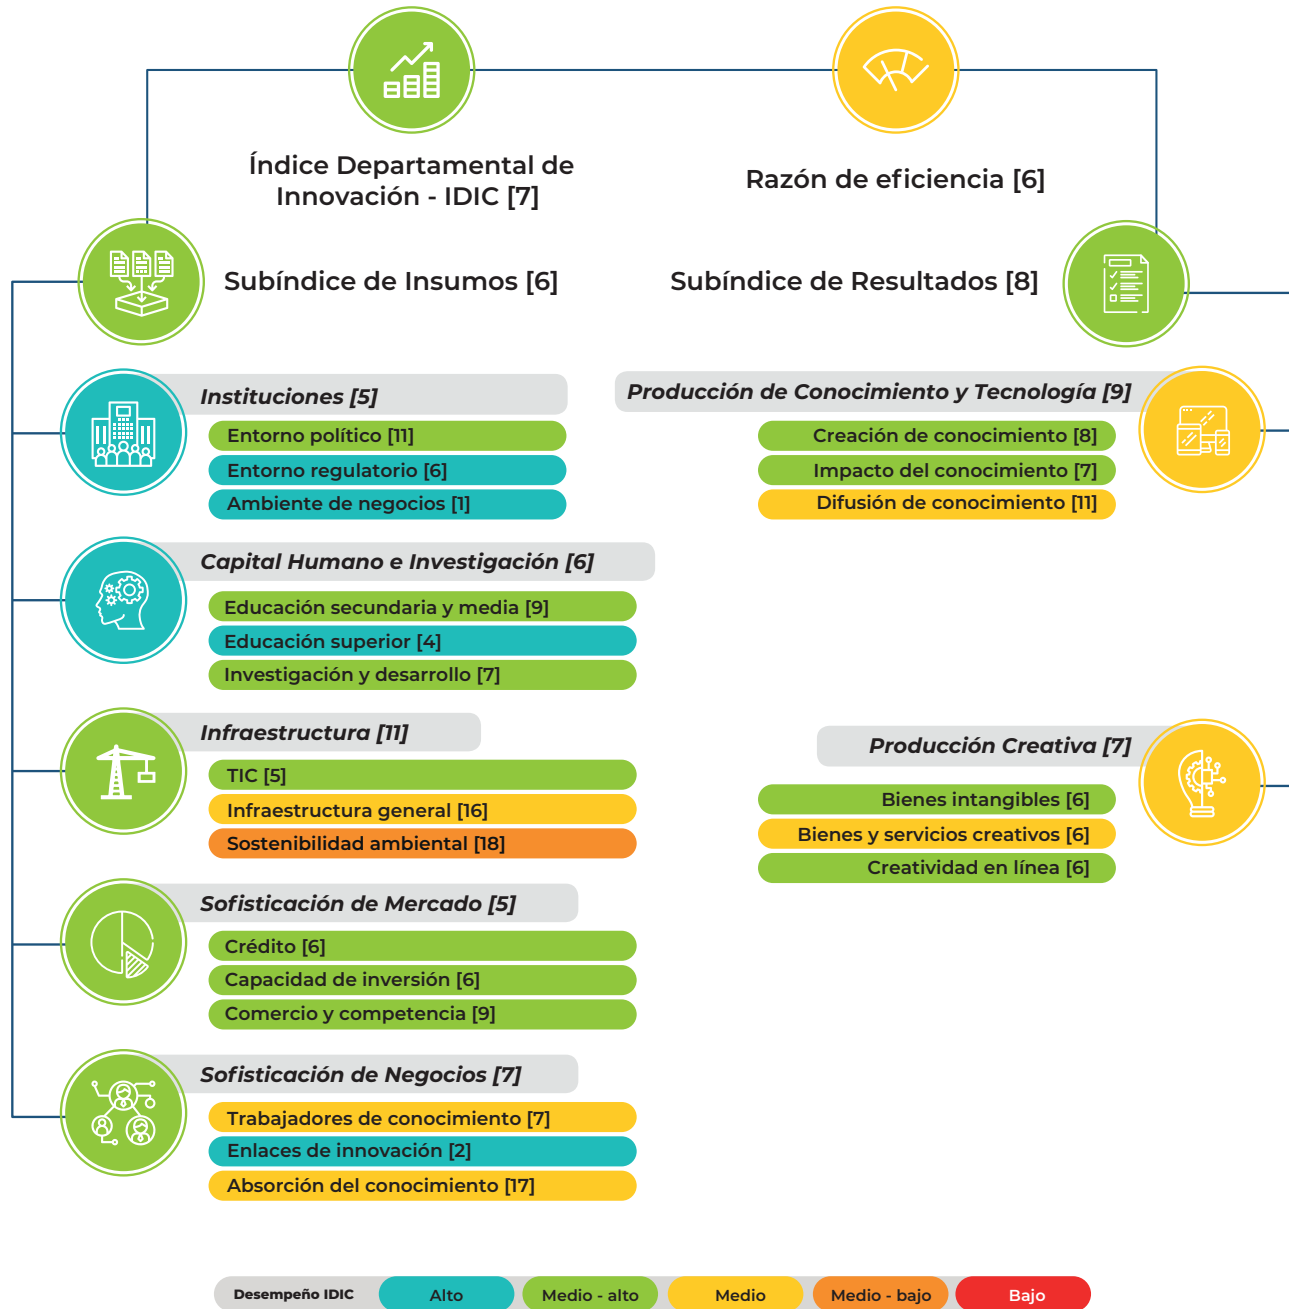 Índice Departamental de
Innovación - IDIC [7]
Razón de eficiencia [6]
Subíndice de Insumos [6]
Subíndice de Resultados [8]
Instituciones [5]
Entorno político [11]
Entorno regulatorio [6]
Ambiente de negocios [1]
Capital Humano e Investigación [6]
Educación secundaria y media [9]
Educación superior [4]
Investigación y desarrollo [7]
Infraestructura [11]
TIC [5]
Infraestructura general [16]
Sostenibilidad ambiental [18]
Sofisticación de Mercado [5]
Crédito [6]
Capacidad de inversión [6]
Comercio y competencia [9]
Sofisticación de Negocios [7]
Trabajadores de conocimiento [7]
Enlaces de innovación [2]
Absorción del conocimiento [17]
Producción de Conocimiento y Tecnología [9]
Creación de conocimiento [8]
Impacto del conocimiento [7]
Difusión de conocimiento [11]
Producción Creativa [7]
Bienes intangibles [6]
Bienes y servicios creativos [6]
Creatividad en línea [6]
Desempeño IDIC
Alto
Medio - alto
Medio
Medio - bajo
Bajo